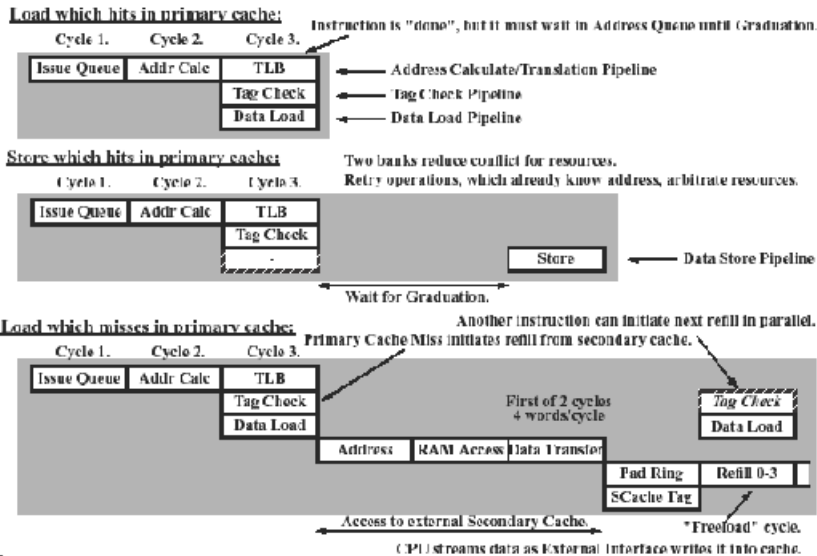 Load which hits in primary cache:
Instruction is "done", but it must wait in Address Queue until Graduation.
Cycle 1. Cycle 2. Cycle 3.
Issue Queue Addr Calc TLB Address Calculate/Translation Pipeline
Tag Check Tag Check Pipeline
Data Load Data Load Pipeline
Store which hits in primary cache:
Two banks reduce conflict for resources.
Cycle 1. Cycle 2. Cycle 3.
Retry operations, which already know address, arbitrate resources.
Issue Queue Addr Calc TLB
Tag Check
- Store Data Store Pipeline
Wait for Graduation.
Load which misses in primary cache:
Another instruction can initiate next refill in parallel.
Primary Cache Miss initiates refill from secondary cache.
Cycle 1. Cycle 2. Cycle 3.
Issue Queue Addr Calc TLB
Tag Check First of 2 cycles Tag Check
Data Load 4 words/cycle Data Load
Address RAM Access Data Transfer
Pad Ring Refill 0-3
SCache Tag
Access to external Secondary Cache. "Freeload" cycle.
CPU streams data as External Interface writes it into cache.